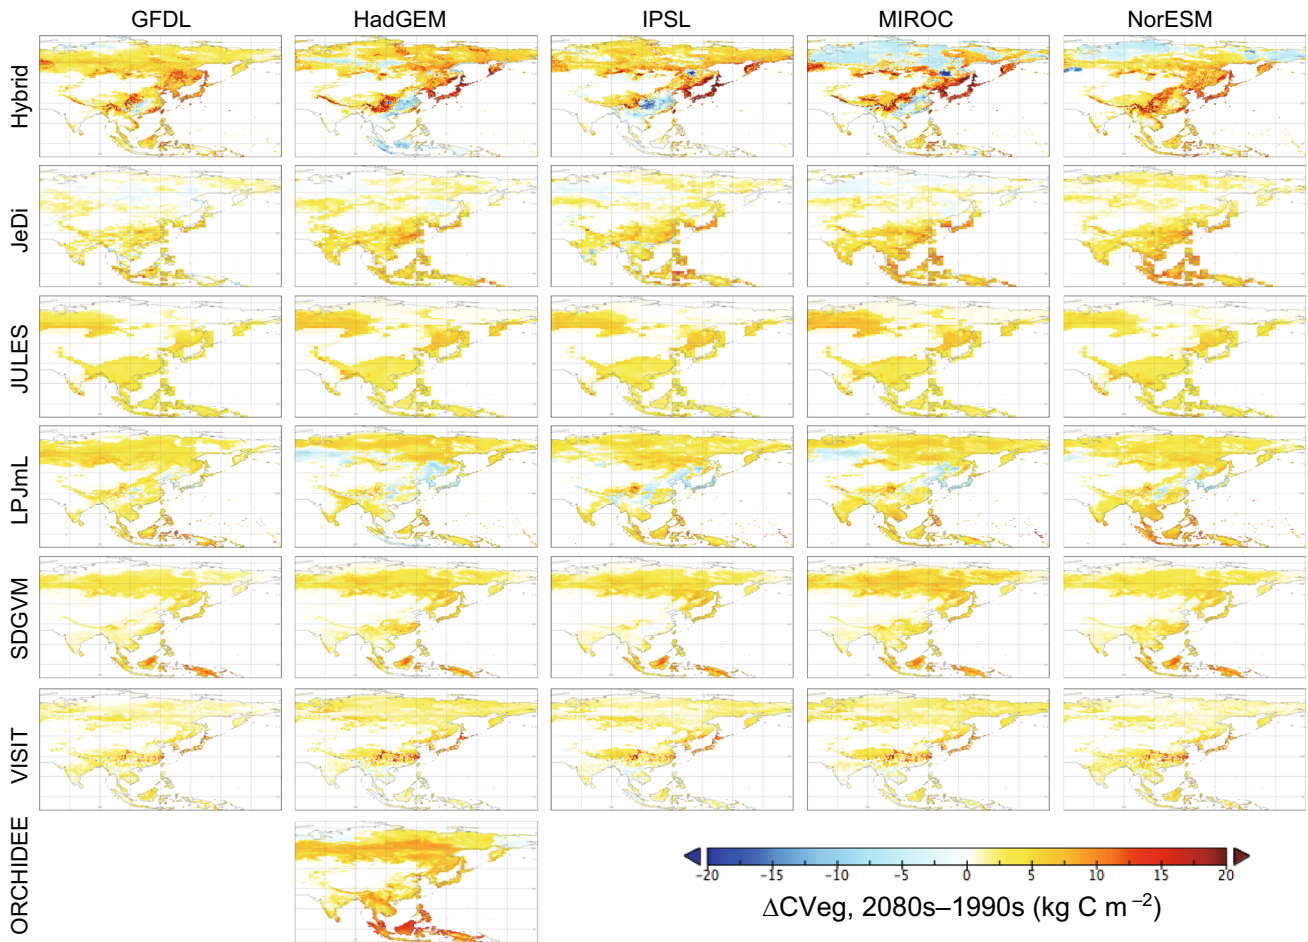 GFDL HadGEM IPSL MIROC NorESM
Hybrid
JeDi
JULES
LPJmL
SDGVM
VISIT
ORCHIDEE
−20 −15 −10 −5 0 5 10 15 20
ΔCVeg, 2080s–1990s (kg C m −2)